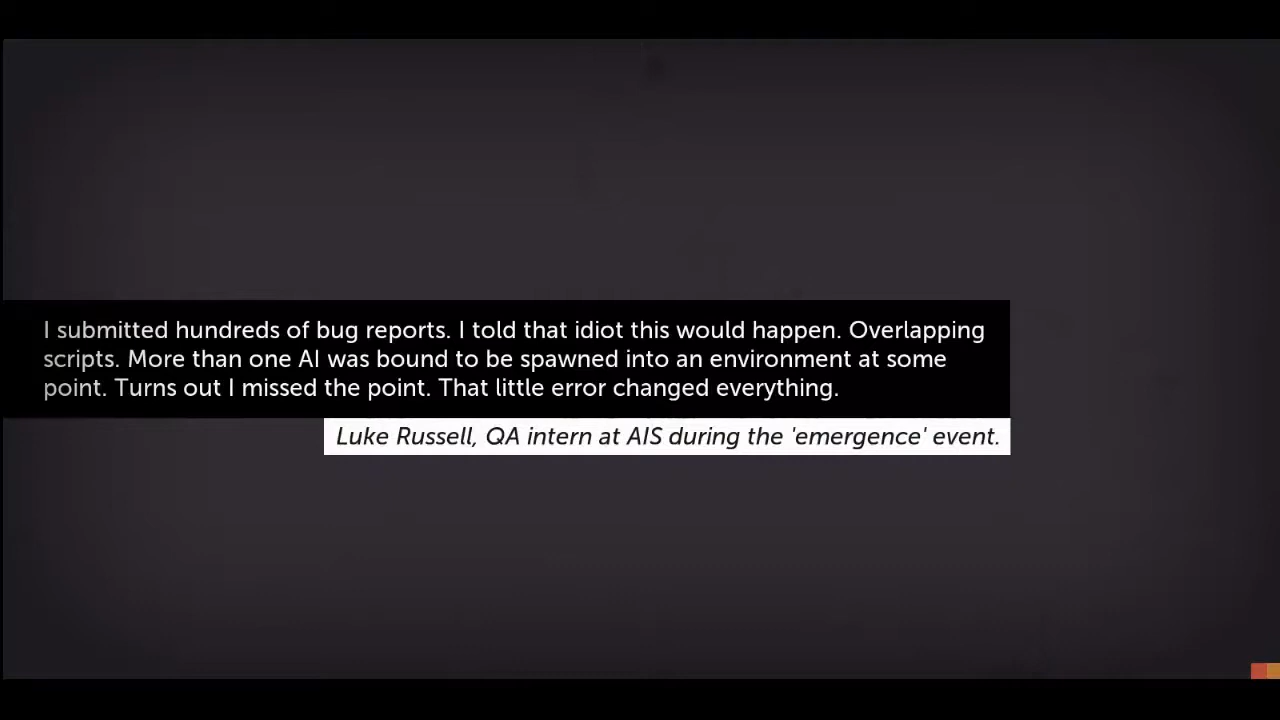 I submitted hundreds of bug reports. I told that idiot this would happen. Overlapping
scripts. More than one AI was bound to be spawned into an environment at some
point. Turns out I missed the point. That little error changed everything.
Luke Russell, QA intern at AIS during the 'emergence' event.